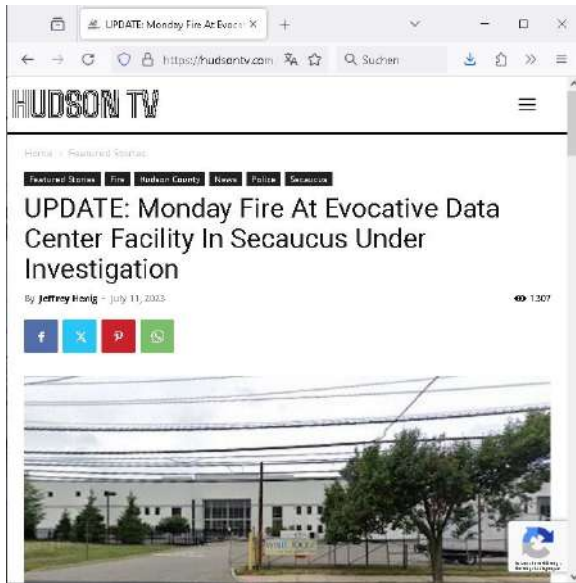 UPDATE: Monday Fire At Evocat
https://hudsontv.com
Suchen
HUDSON TV
Home › Featured Stories
Featured Stories Fire Hudson County News Police Secaucus
UPDATE: Monday Fire At Evocative Data
Center Facility In Secaucus Under
Investigation
By Jeffrey Henig - July 11, 2023 1307